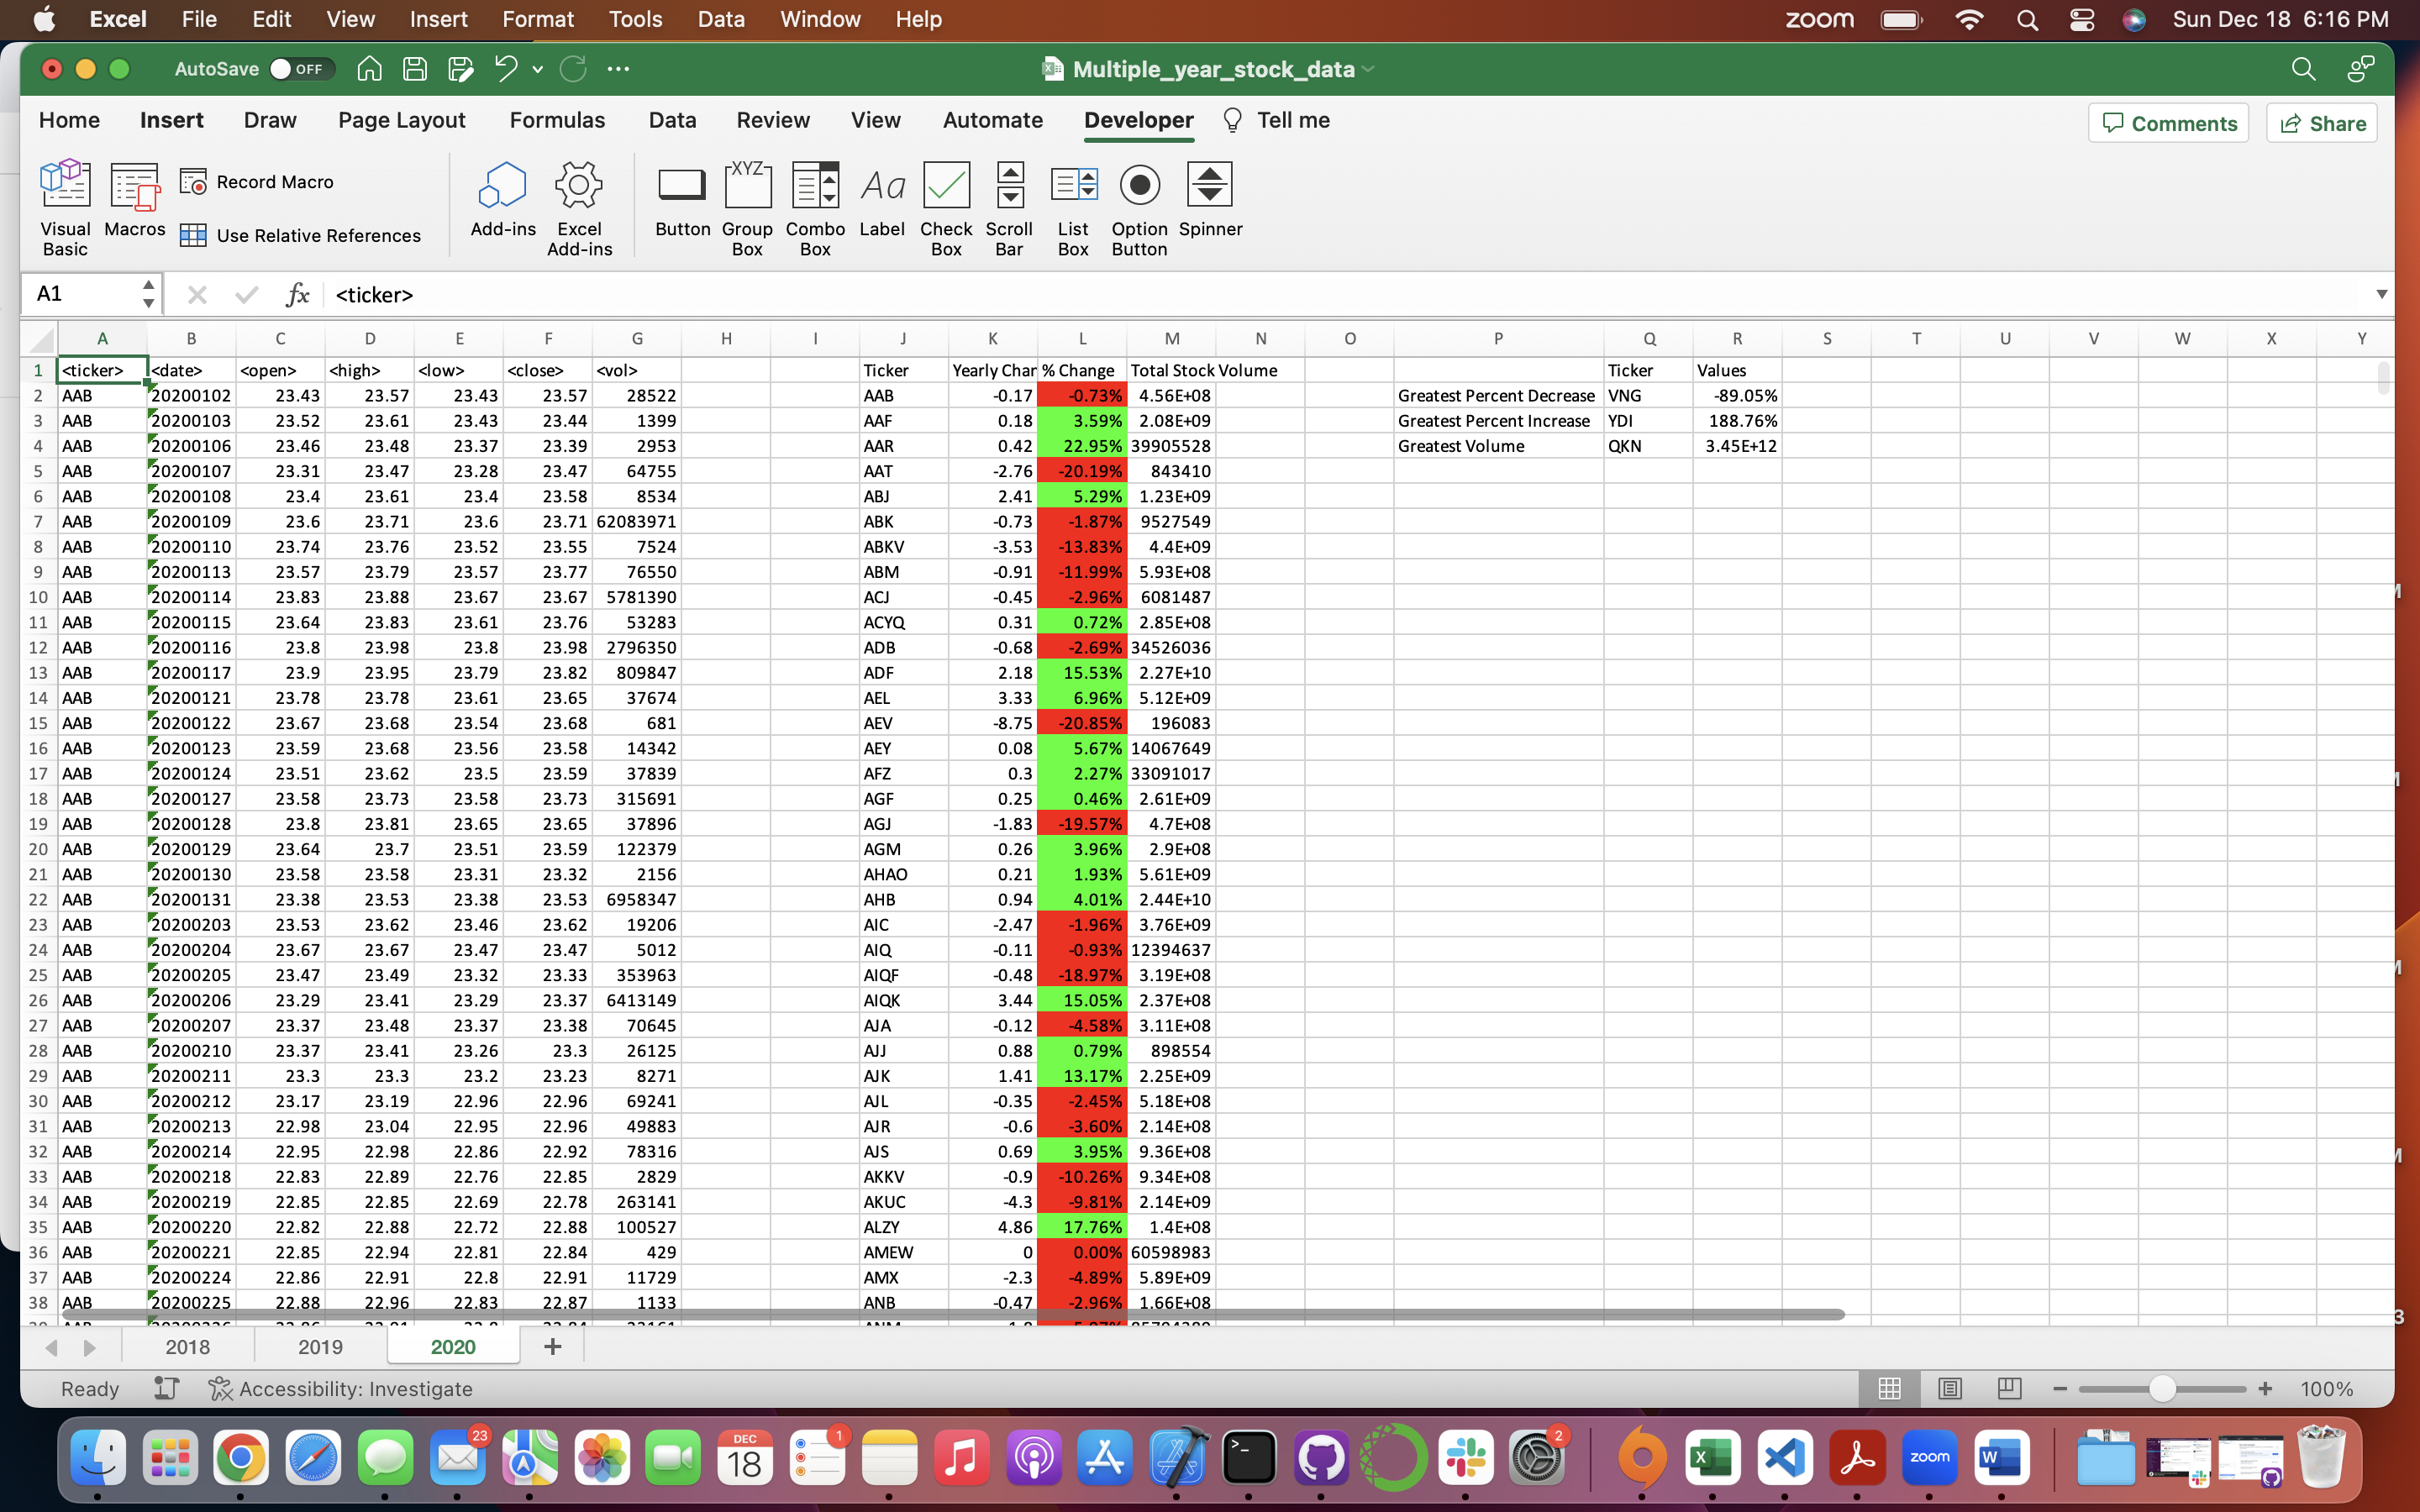 Excel File Edit View Insert Format Tools Data Window Help zoom Sun Dec 18 6:16 PM
AutoSave OFF Multiple_year_stock_data
Home Insert Draw Page Layout Formulas Data Review View Automate Developer Tell me Comments Share
Record Macro
Use Relative References
Visual Basic Macros Add-ins Excel Add-ins Button Group Box Combo Box Label Check Box Scroll Bar List Box Option Button Spinner
XYZ Aa
A1 fx <ticker>
A B C D E F G H I J K L M N O P Q R S T U V W X Y
1 <ticker> <date> <open> <high> <low> <close> <vol> Ticker Yearly Char % Change Total Stock Volume Ticker Values
2 AAB 20200102 23.43 23.57 23.43 23.57 28522 AAB -0.17 -0.73% 4.56E+08 Greatest Percent Decrease VNG -89.05%
3 AAB 20200103 23.52 23.61 23.43 23.44 1399 AAF 0.18 3.59% 2.08E+09 Greatest Percent Increase YDI 188.76%
4 AAB 20200106 23.46 23.48 23.37 23.39 2953 AAR 0.42 22.95% 39905528 Greatest Volume QKN 3.45E+12
5 AAB 20200107 23.31 23.47 23.28 23.47 64755 AAT -2.76 -20.19% 843410
6 AAB 20200108 23.4 23.61 23.4 23.58 8534 ABJ 2.41 5.29% 1.23E+09
7 AAB 20200109 23.6 23.71 23.6 23.71 62083971 ABK -0.73 -1.87% 9527549
8 AAB 20200110 23.74 23.76 23.52 23.55 7524 ABKV -3.53 -13.83% 4.4E+09
9 AAB 20200113 23.57 23.79 23.57 23.77 76550 ABM -0.91 -11.99% 5.93E+08
10 AAB 20200114 23.83 23.88 23.67 23.67 5781390 ACJ -0.45 -2.96% 6081487
11 AAB 20200115 23.64 23.83 23.61 23.76 53283 ACYQ 0.31 0.72% 2.85E+08
12 AAB 20200116 23.8 23.98 23.8 23.98 2796350 ADB -0.68 -2.69% 34526036
13 AAB 20200117 23.9 23.95 23.79 23.82 809847 ADF 2.18 15.53% 2.27E+10
14 AAB 20200121 23.78 23.78 23.61 23.65 37674 AEL 3.33 6.96% 5.12E+09
15 AAB 20200122 23.67 23.68 23.54 23.68 681 AEV -8.75 -20.85% 196083
16 AAB 20200123 23.59 23.68 23.56 23.58 14342 AEY 0.08 5.67% 14067649
17 AAB 20200124 23.51 23.62 23.5 23.59 37839 AFZ 0.3 2.27% 33091017
18 AAB 20200127 23.58 23.73 23.58 23.73 315691 AGF 0.25 0.46% 2.61E+09
19 AAB 20200128 23.8 23.81 23.65 23.65 37896 AGJ -1.83 -19.57% 4.7E+08
20 AAB 20200129 23.64 23.7 23.51 23.59 122379 AGM 0.26 3.96% 2.9E+08
21 AAB 20200130 23.58 23.58 23.31 23.32 2156 AHAO 0.21 1.93% 5.61E+09
22 AAB 20200131 23.38 23.53 23.38 23.53 6958347 AHB 0.94 4.01% 2.44E+10
23 AAB 20200203 23.53 23.62 23.46 23.62 19206 AIC -2.47 -1.96% 3.76E+09
24 AAB 20200204 23.67 23.67 23.47 23.47 5012 AIQ -0.11 -0.93% 12394637
25 AAB 20200205 23.47 23.49 23.32 23.33 353963 AIQF -0.48 -18.97% 3.19E+08
26 AAB 20200206 23.29 23.41 23.29 23.37 6413149 AIQK 3.44 15.05% 2.37E+08
27 AAB 20200207 23.37 23.48 23.37 23.38 70645 AJA -0.12 -4.58% 3.11E+08
28 AAB 20200210 23.37 23.41 23.26 23.3 26125 AJJ 0.88 0.79% 898554
29 AAB 20200211 23.3 23.3 23.2 23.23 8271 AJK 1.41 13.17% 2.25E+09
30 AAB 20200212 23.17 23.19 22.96 22.96 69241 AJL -0.35 -2.45% 5.18E+08
31 AAB 20200213 22.98 23.04 22.95 22.96 49883 AJR -0.6 -3.60% 2.14E+08
32 AAB 20200214 22.95 22.98 22.86 22.92 78316 AJS 0.69 3.95% 9.36E+08
33 AAB 20200218 22.83 22.89 22.76 22.85 2829 AKKV -0.9 -10.26% 9.34E+08
34 AAB 20200219 22.85 22.85 22.69 22.78 263141 AKUC -4.3 -9.81% 2.14E+09
35 AAB 20200220 22.82 22.88 22.72 22.88 100527 ALZY 4.86 17.76% 1.4E+08
36 AAB 20200221 22.85 22.94 22.81 22.84 429 AMEW 0 0.00% 60598983
37 AAB 20200224 22.86 22.91 22.8 22.91 11729 AMX -2.3 -4.89% 5.89E+09
38 AAB 20200225 22.88 22.96 22.83 22.87 1133 ANB -0.47 -2.96% 1.66E+08
2018 2019 2020 +
Ready Accessibility: Investigate 100%
23 DEC 18 1 2 zoom